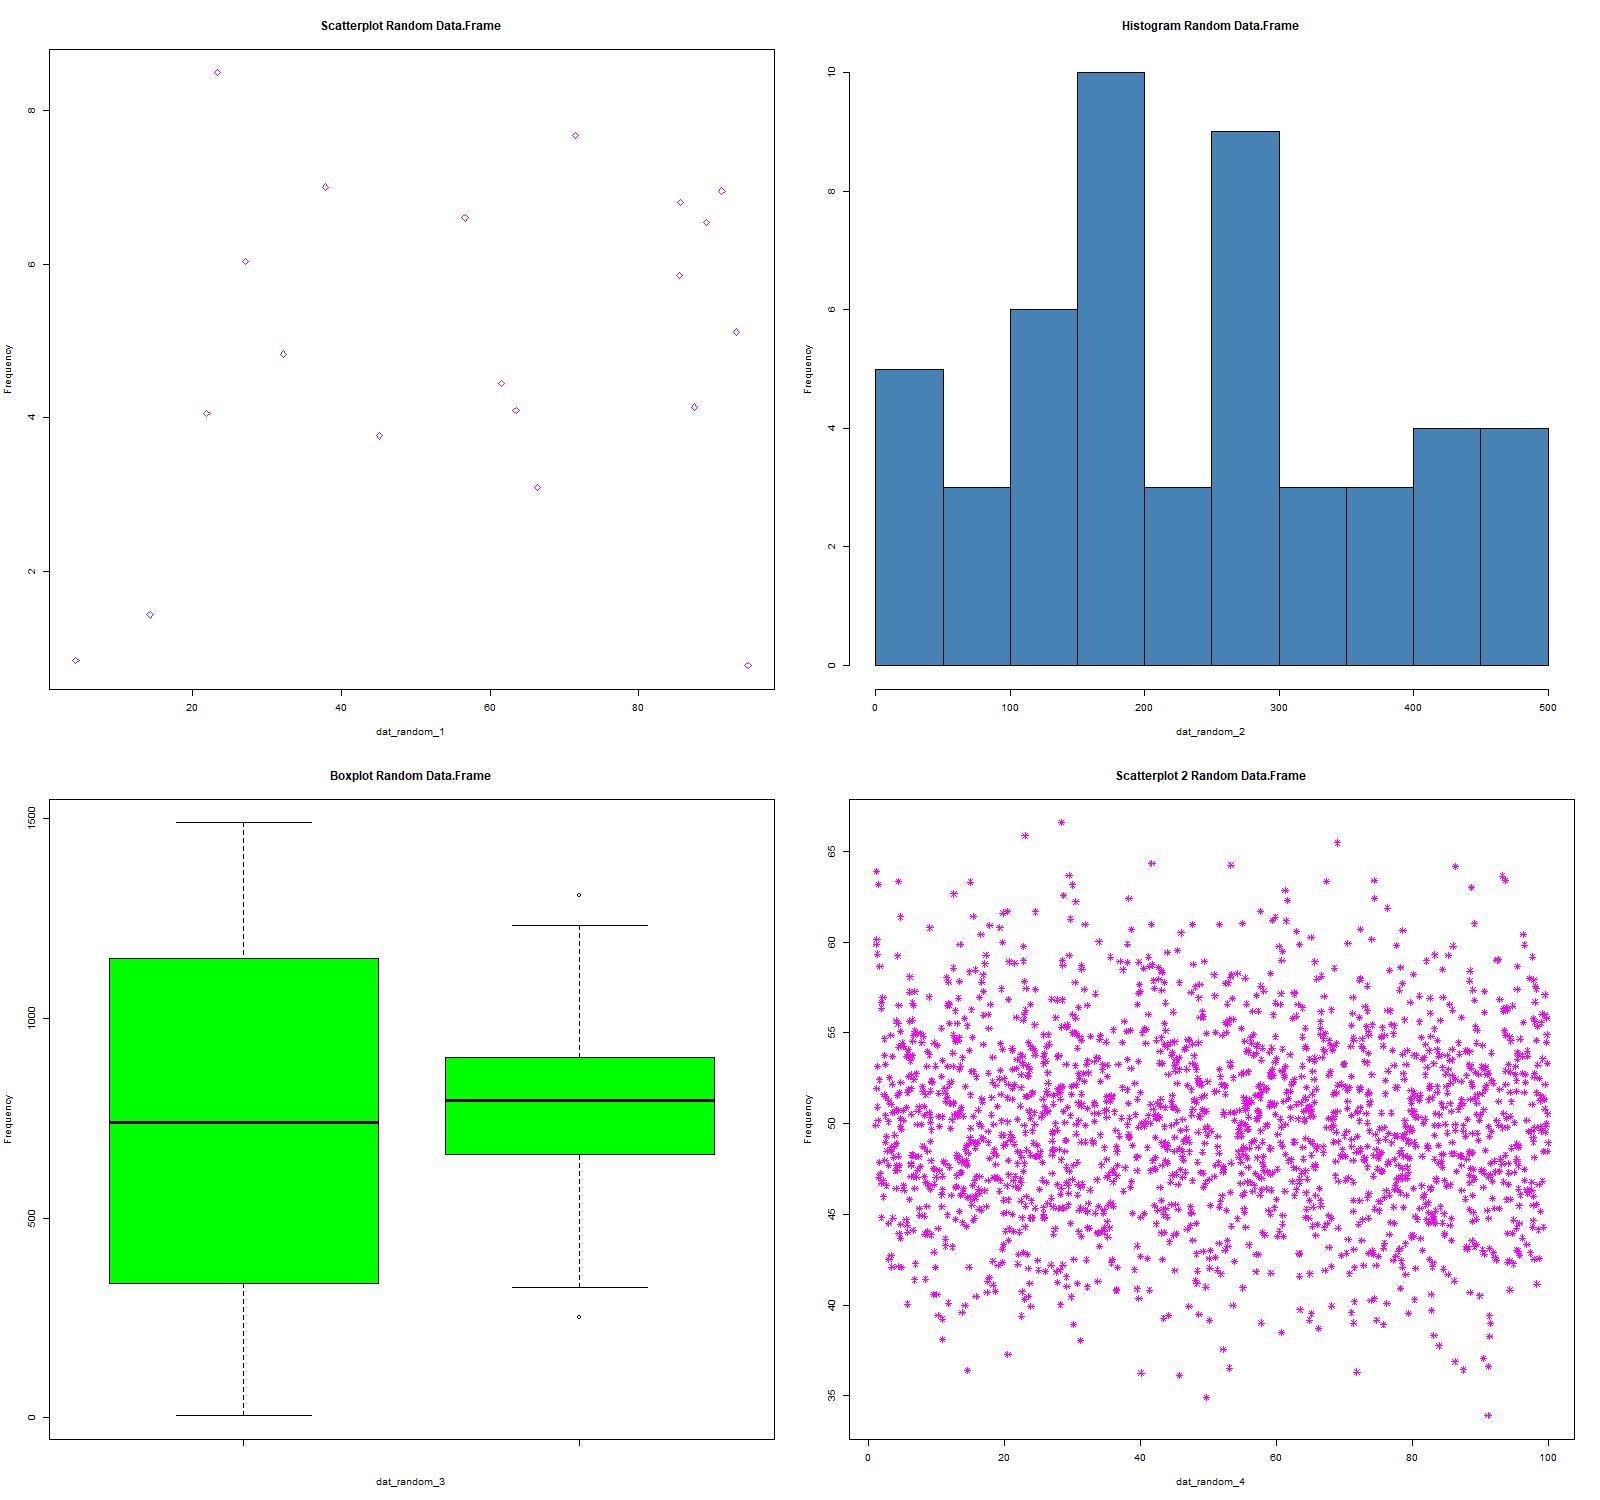 Scatterplot Random Data.Frame
Frequency
8
6
4
2
20 40 60 80
dat_random_1
Histogram Random Data.Frame
Frequency
10
8
6
4
2
0
0 100 200 300 400 500
dat_random_2
Boxplot Random Data.Frame
Frequency
1500
1000
500
0
dat_random_3
Scatterplot 2 Random Data.Frame
Frequency
65
60
55
50
45
40
35
0 20 40 60 80 100
dat_random_4